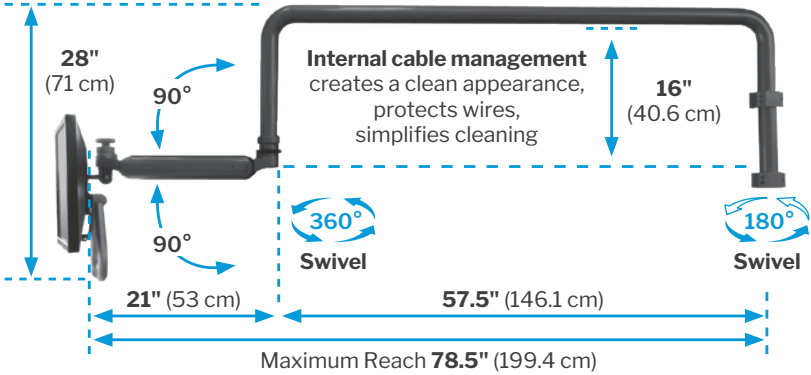 28"
(71 cm)
90°
Internal cable management
creates a clean appearance,
protects wires,
simplifies cleaning
16"
(40.6 cm)
90°
360°
Swivel
180°
Swivel
21" (53 cm)
57.5" (146.1 cm)
Maximum Reach 78.5" (199.4 cm)